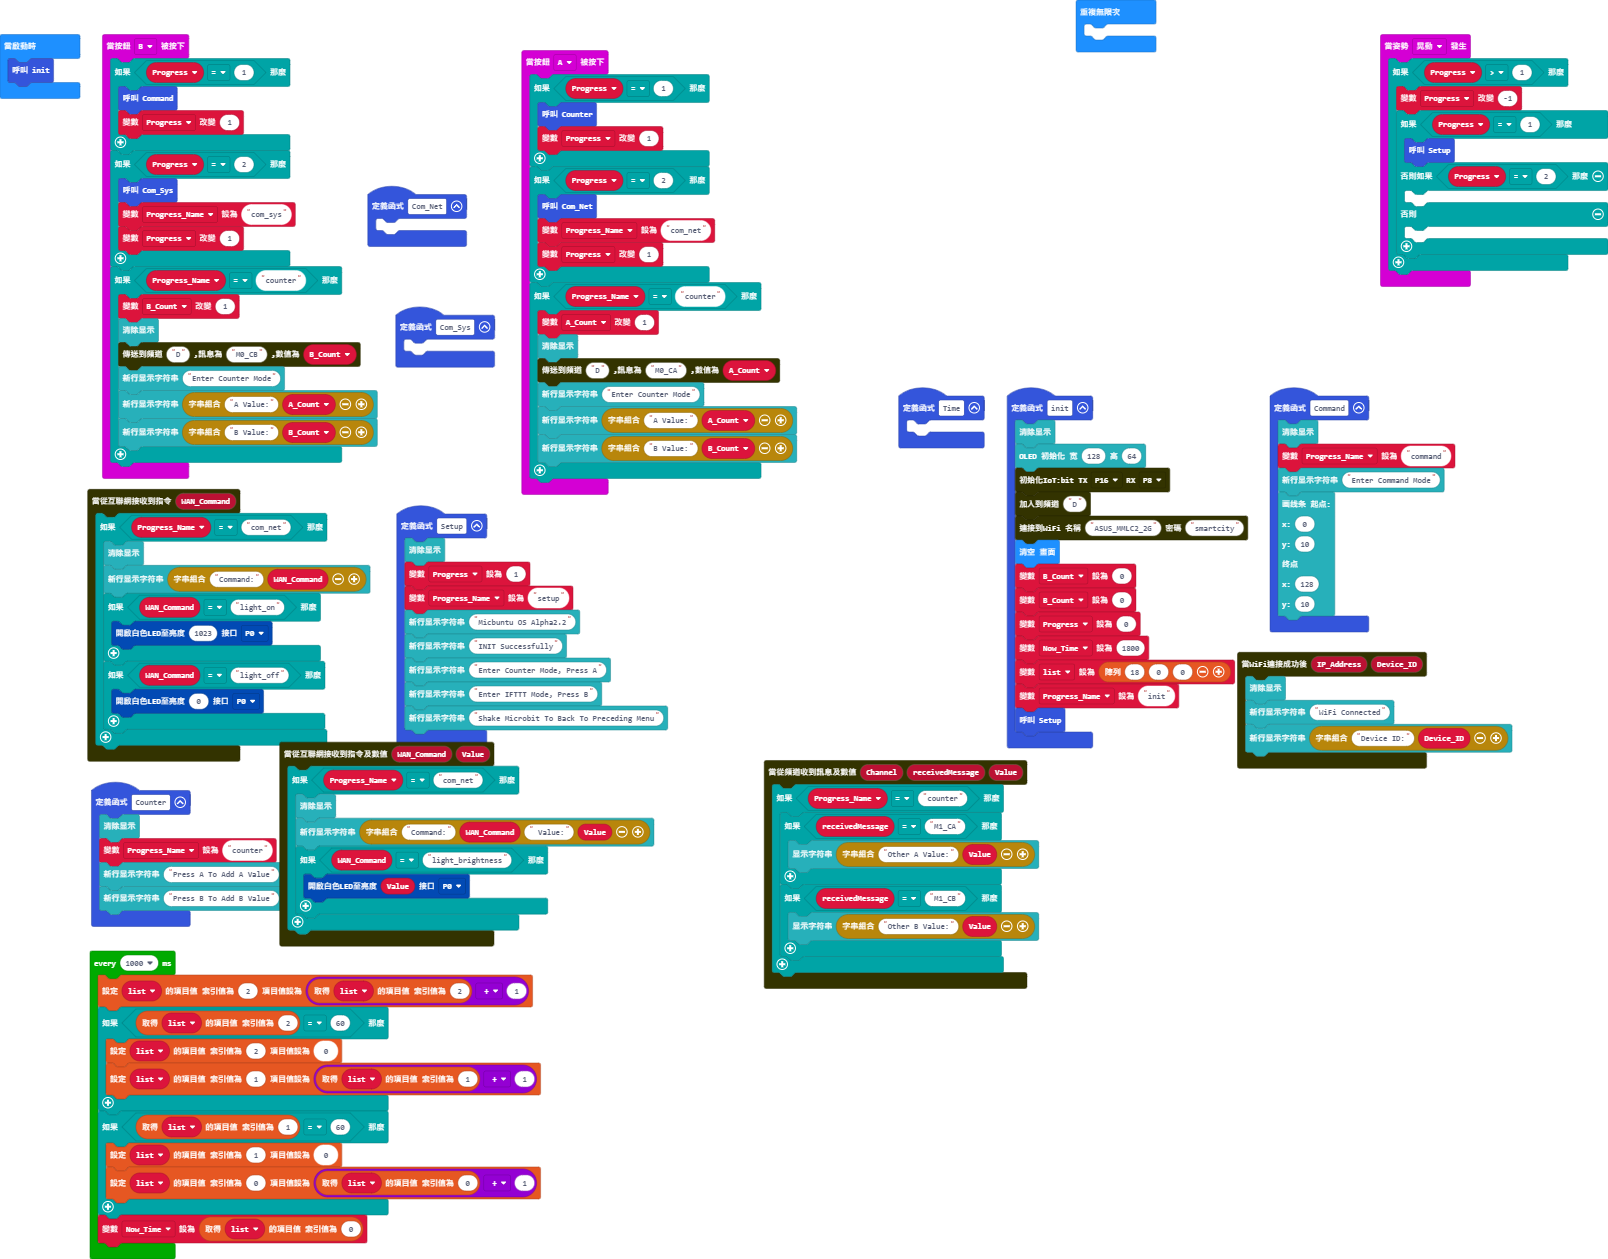 當啟動時
呼叫 init
當按鈕 B 被按下
如果 Progress = 1 那麼
呼叫 Command
變數 Progress 改變 1
如果 Progress = 2 那麼
呼叫 Com_Sys
變數 Progress_Name 設為 "com_sys"
變數 Progress 改變 1
如果 Progress_Name = "counter" 那麼
變數 B_Count 改變 1
清除显示
傳送到頻道 "D" ,訊息為 "M0_CB" ,數值為 B_Count
新行显示字符串 "Enter Counter Mode"
新行显示字符串 字串組合 "A Value:" A_Count
新行显示字符串 字串組合 "B Value:" B_Count
定義函式 Com_Net
定義函式 Com_Sys
當按鈕 A 被按下
如果 Progress = 1 那麼
呼叫 Counter
變數 Progress 改變 1
如果 Progress = 2 那麼
呼叫 Com_Net
變數 Progress_Name 設為 "com_net"
變數 Progress 改變 1
如果 Progress_Name = "counter" 那麼
變數 A_Count 改變 1
清除显示
傳送到頻道 "D" ,訊息為 "M0_CA" ,數值為 A_Count
新行显示字符串 "Enter Counter Mode"
新行显示字符串 字串組合 "A Value:" A_Count
新行显示字符串 字串組合 "B Value:" B_Count
重複無限次
當姿勢 晃動 發生
如果 Progress > 1 那麼
變數 Progress 改變 -1
如果 Progress = 1 那麼
呼叫 Setup
否則如果 Progress = 2 那麼
否則
定義函式 Time
定義函式 init
清除显示
OLED 初始化 宽 128 高 64
初始化IoT:bit TX P16 RX P8
加入到頻道 "D"
連接到WiFi 名稱 "ASUS_MMLC2_2G" 密碼 "smartcity"
清空 畫面
變數 B_Count 設為 0
變數 B_Count 設為 0
變數 Progress 設為 0
變數 Now_Time 設為 1800
變數 list 設為 陣列 18 0 0
變數 Progress_Name 設為 "init"
呼叫 Setup
定義函式 Command
清除显示
變數 Progress_Name 設為 "command"
新行显示字符串 "Enter Command Mode"
画线条 起点:
x: 0
y: 10
终点
x: 128
y: 10
當WiFi連接成功後 IP_Address Device_ID
清除显示
新行显示字符串 "WiFi Connected"
新行显示字符串 字串組合 "Device ID:" Device_ID
當從互聯網接收到指令 WAN_Command
如果 Progress_Name = "com_net" 那麼
清除显示
新行显示字符串 字串組合 "Command:" WAN_Command
如果 WAN_Command = "light_on" 那麼
開啟白色LED至亮度 1023 接口 P0
如果 WAN_Command = "light_off" 那麼
開啟白色LED至亮度 0 接口 P0
定義函式 Setup
清除显示
變數 Progress 設為 1
變數 Progress_Name 設為 "setup"
新行显示字符串 "Micbuntu OS Alpha2.2"
新行显示字符串 "INIT Successfully"
新行显示字符串 "Enter Counter Mode, Press A"
新行显示字符串 "Enter IFTTT Mode, Press B"
新行显示字符串 "Shake Microbit To Back To Preceding Menu"
定義函式 Counter
清除显示
變數 Progress_Name 設為 "counter"
新行显示字符串 "Press A To Add A Value"
新行显示字符串 "Press B To Add B Value"
當從互聯網接收到指令及數值 WAN_Command Value
如果 Progress_Name = "com_net" 那麼
清除显示
新行显示字符串 字串組合 "Command:" WAN_Command " Value:" Value
如果 WAN_Command = "light_brightness" 那麼
開啟白色LED至亮度 Value 接口 P0
當從頻道收到訊息及數值 Channel receivedMessage Value
如果 Progress_Name = "counter" 那麼
如果 receivedMessage = "M1_CA" 那麼
显示字符串 字串組合 "Other A Value:" Value
如果 receivedMessage = "M1_CB" 那麼
显示字符串 字串組合 "Other B Value:" Value
every 1000 ms
設定 list 的項目值 索引值為 2 項目值設為 取得 list 的項目值 索引值為 2 + 1
如果 取得 list 的項目值 索引值為 2 = 60 那麼
設定 list 的項目值 索引值為 2 項目值設為 0
設定 list 的項目值 索引值為 1 項目值設為 取得 list 的項目值 索引值為 1 + 1
如果 取得 list 的項目值 索引值為 1 = 60 那麼
設定 list 的項目值 索引值為 1 項目值設為 0
設定 list 的項目值 索引值為 0 項目值設為 取得 list 的項目值 索引值為 0 + 1
變數 Now_Time 設為 取得 list 的項目值 索引值為 0